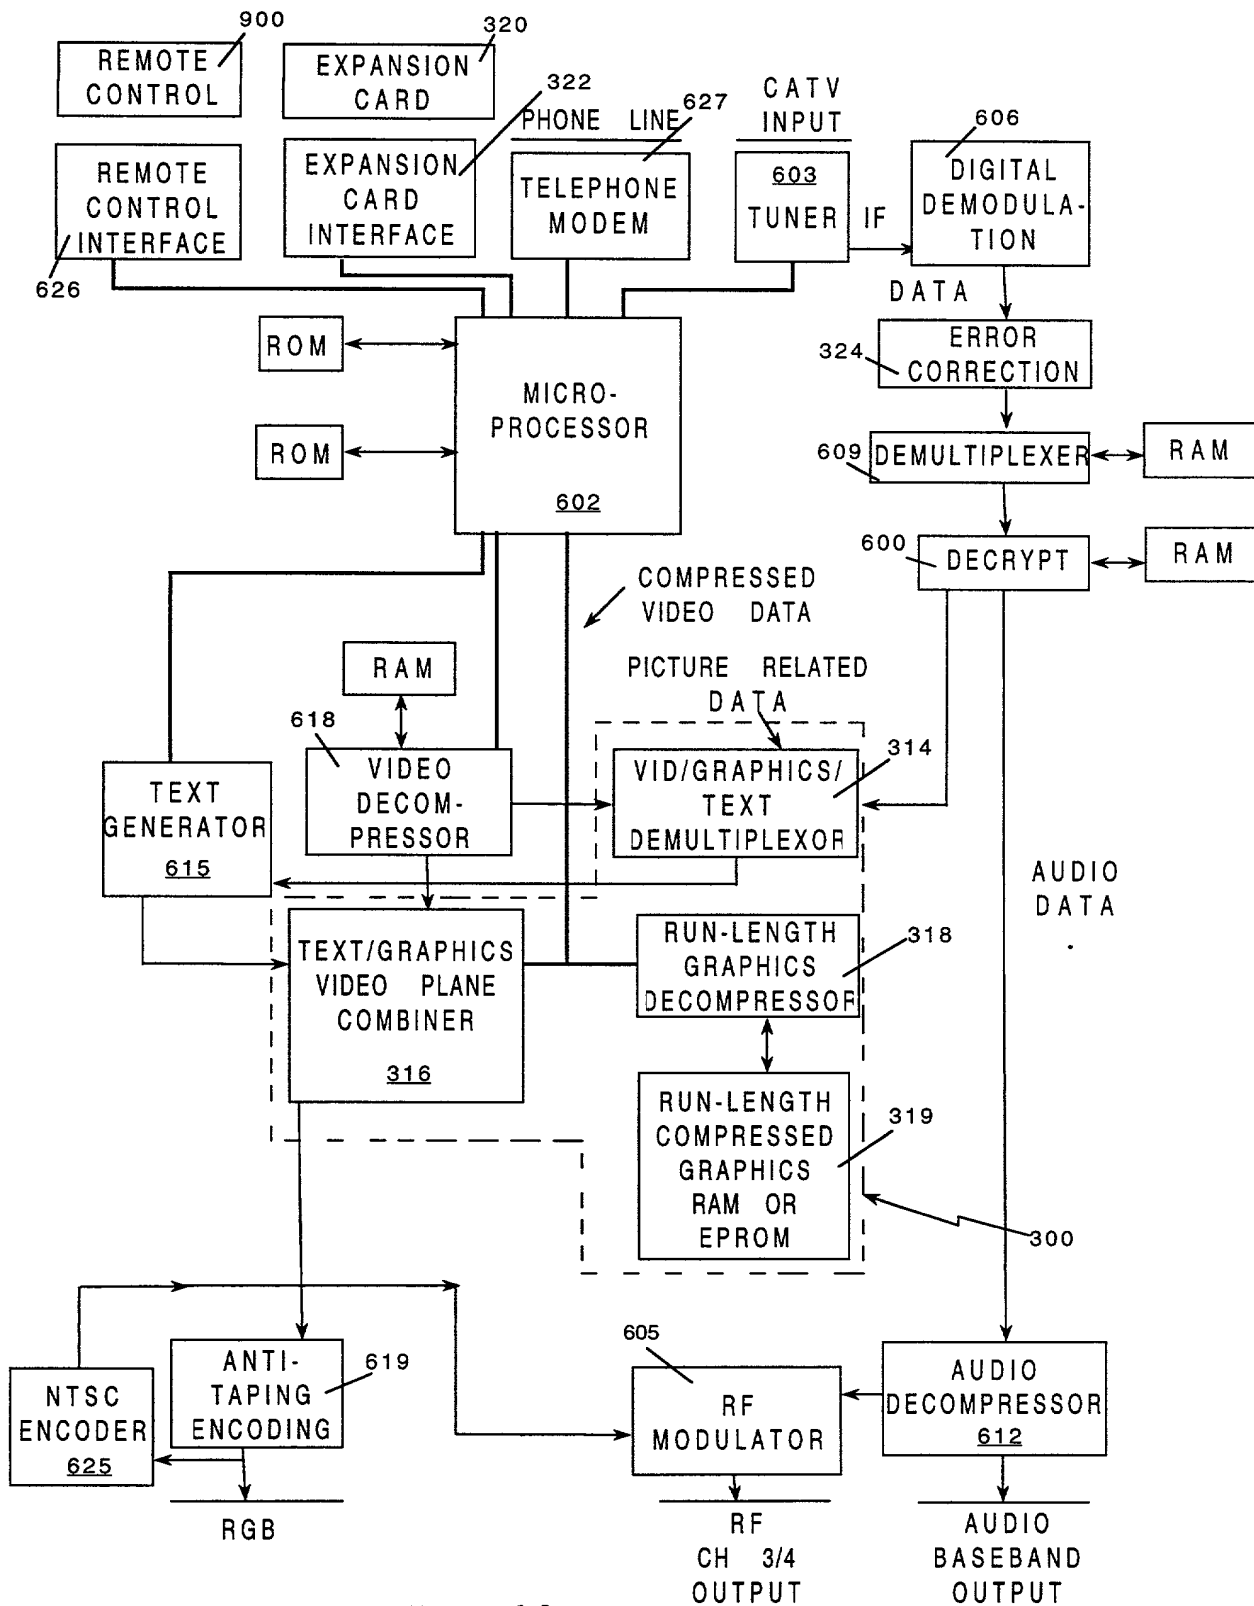 900
REMOTE
CONTROL
320
EXPANSION
CARD
322
PHONE LINE
627
CATV
INPUT
606
REMOTE
CONTROL
INTERFACE
626
EXPANSION
CARD
INTERFACE
TELEPHONE
MODEM
603
TUNER
IF
DIGITAL
DEMODULA-
TION
DATA
ROM
ROM
MICRO-
PROCESSOR
602
324
ERROR
CORRECTION
609
DEMULTIPLEXER
RAM
600
DECRYPT
RAM
COMPRESSED
VIDEO DATA
PICTURE RELATED
DATA
RAM
618
VIDEO
DECOM-
PRESSOR
VID/GRAPHICS/
TEXT
DEMULTIPLEXOR
314
TEXT
GENERATOR
615
AUDIO
DATA
TEXT/GRAPHICS
VIDEO PLANE
COMBINER
316
RUN-LENGTH
GRAPHICS
DECOMPRESSOR
318
RUN-LENGTH
COMPRESSED
GRAPHICS
RAM OR
EPROM
319
300
NTSC
ENCODER
625
ANTI-
TAPING
ENCODING
619
605
RF
MODULATOR
AUDIO
DECOMPRESSOR
612
RGB
RF
CH 3/4
OUTPUT
AUDIO
BASEBAND
OUTPUT